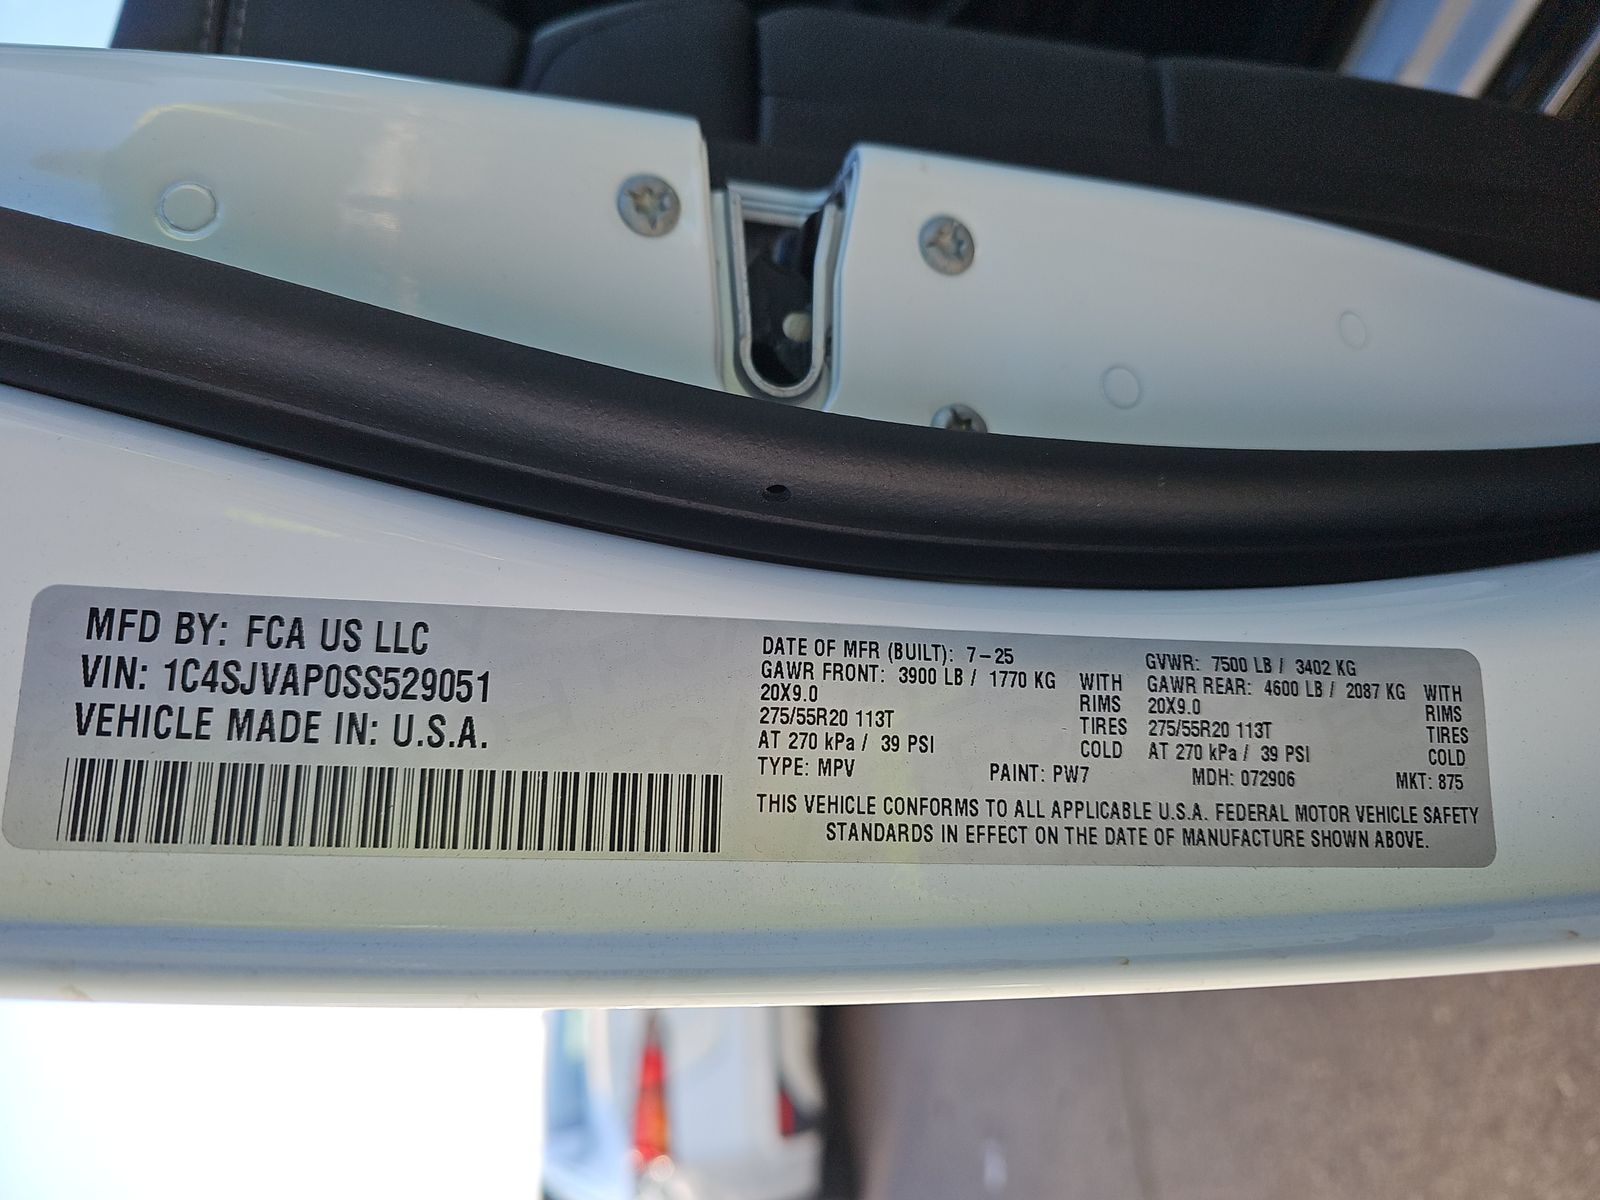 MFD BY: FCA US LLC
VIN: 1C4SJVAP0SS529051
VEHICLE MADE IN: U.S.A.
DATE OF MFR (BUILT): 7-25
GAWR FRONT: 3900 LB / 1770 KG WITH
20X9.0 RIMS
275/55R20 113T TIRES
AT 270 kPa / 39 PSI COLD
GVWR: 7500 LB / 3402 KG
GAWR REAR: 4600 LB / 2087 KG WITH
20X9.0 RIMS
275/55R20 113T TIRES
AT 270 kPa / 39 PSI COLD
TYPE: MPV PAINT: PW7 MDH: 072906 MKT: 875
THIS VEHICLE CONFORMS TO ALL APPLICABLE U.S.A. FEDERAL MOTOR VEHICLE SAFETY
STANDARDS IN EFFECT ON THE DATE OF MANUFACTURE SHOWN ABOVE.